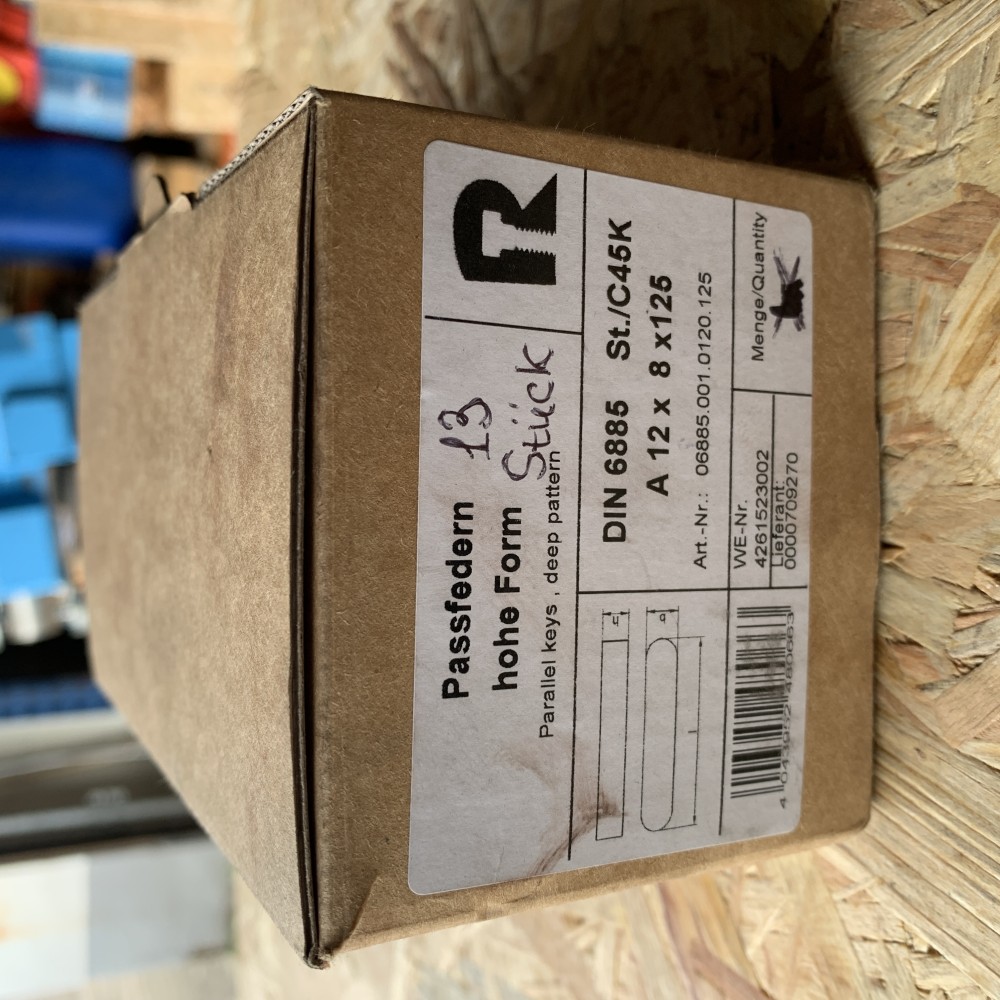 Passfedern
13
hohe Form
Stück
Parallel keys , deep pattern
R
DIN 6885 St./C45K
A 12 x 8 x125
Art.-Nr.: 06885.001.0120.125
WE-Nr.
4261523002
Lieferant:
0000709270
Menge/Quantity
h
b
l